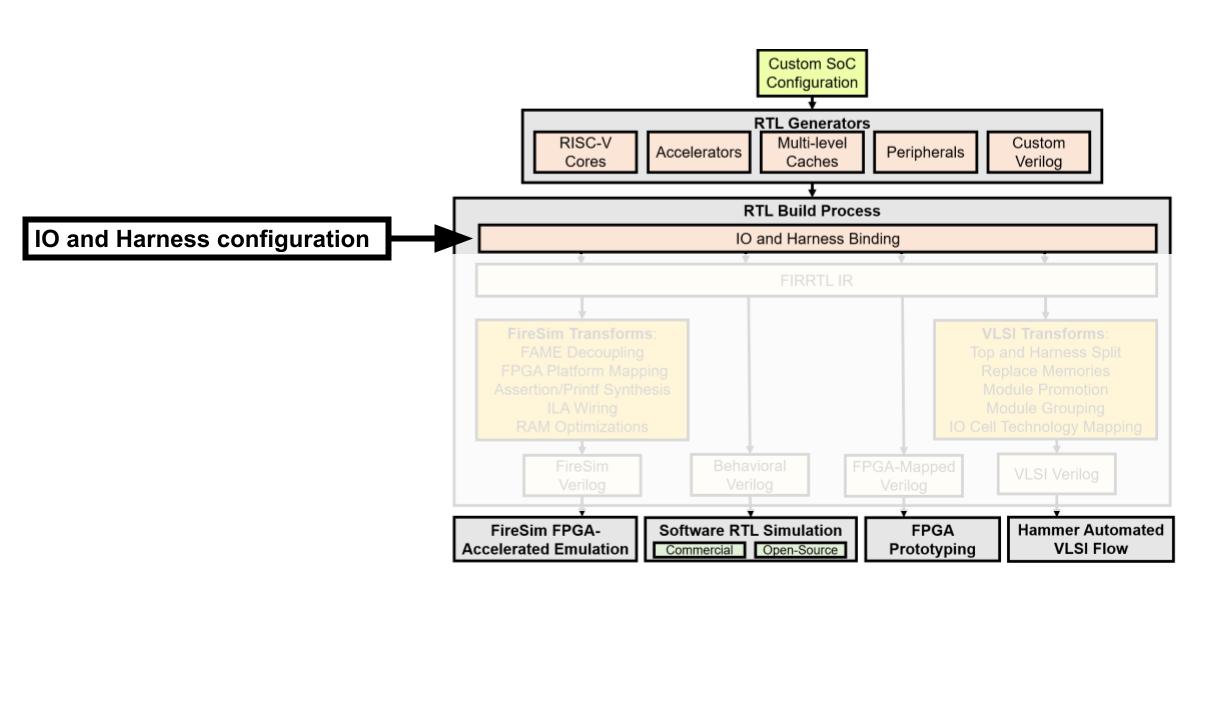 Custom SoC
Configuration
RTL Generators
RISC-V
Cores
Accelerators
Multi-level
Caches
Peripherals
Custom
Verilog
RTL Build Process
IO and Harness configuration
IO and Harness Binding
FIRRTL IR
FireSim Transforms:
FAME Decoupling
FPGA Platform Mapping
Assertion/Printf Synthesis
ILA Wiring
RAM Optimizations
VLSI Transforms:
Top and Harness Split
Replace Memories
Module Promotion
Module Grouping
IO Cell Technology Mapping
FireSim
Verilog
Behavioral
Verilog
FPGA-Mapped
Verilog
VLSI Verilog
FireSim FPGA-
Accelerated Emulation
Software RTL Simulation
Commercial
Open-Source
FPGA
Prototyping
Hammer Automated
VLSI Flow